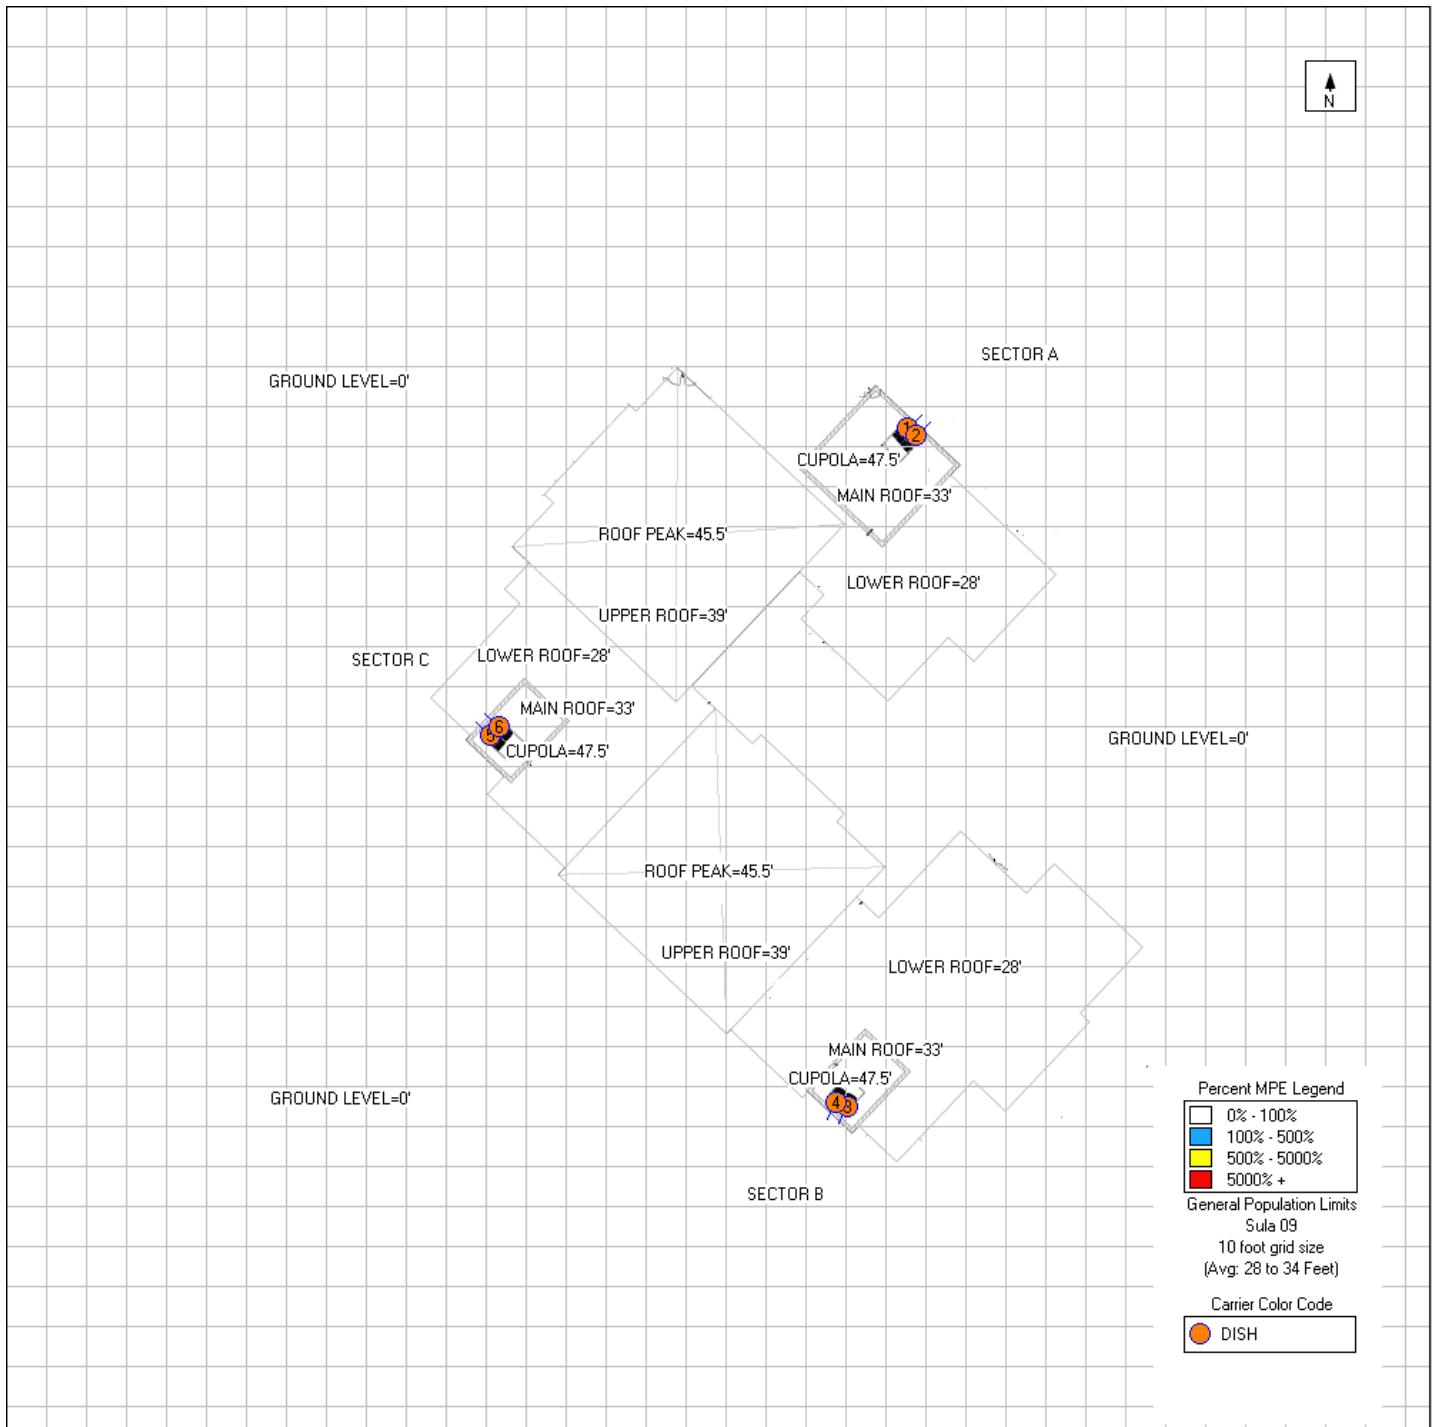 N
SECTOR A
GROUND LEVEL=0'
1
2
CUPOLA=47.5'
MAIN ROOF=33'
ROOF PEAK=45.5'
LOWER ROOF=28'
UPPER ROOF=39'
SECTOR C
LOWER ROOF=28'
MAIN ROOF=33'
6
5
CUPOLA=47.5'
GROUND LEVEL=0'
ROOF PEAK=45.5'
UPPER ROOF=39'
LOWER ROOF=28'
MAIN ROOF=33'
CUPOLA=47.5'
4
3
GROUND LEVEL=0'
SECTOR B
Percent MPE Legend
0% - 100%
100% - 500%
500% - 5000%
5000% +
General Population Limits
Sula 09
10 foot grid size
(Avg: 28 to 34 Feet)
Carrier Color Code
DISH